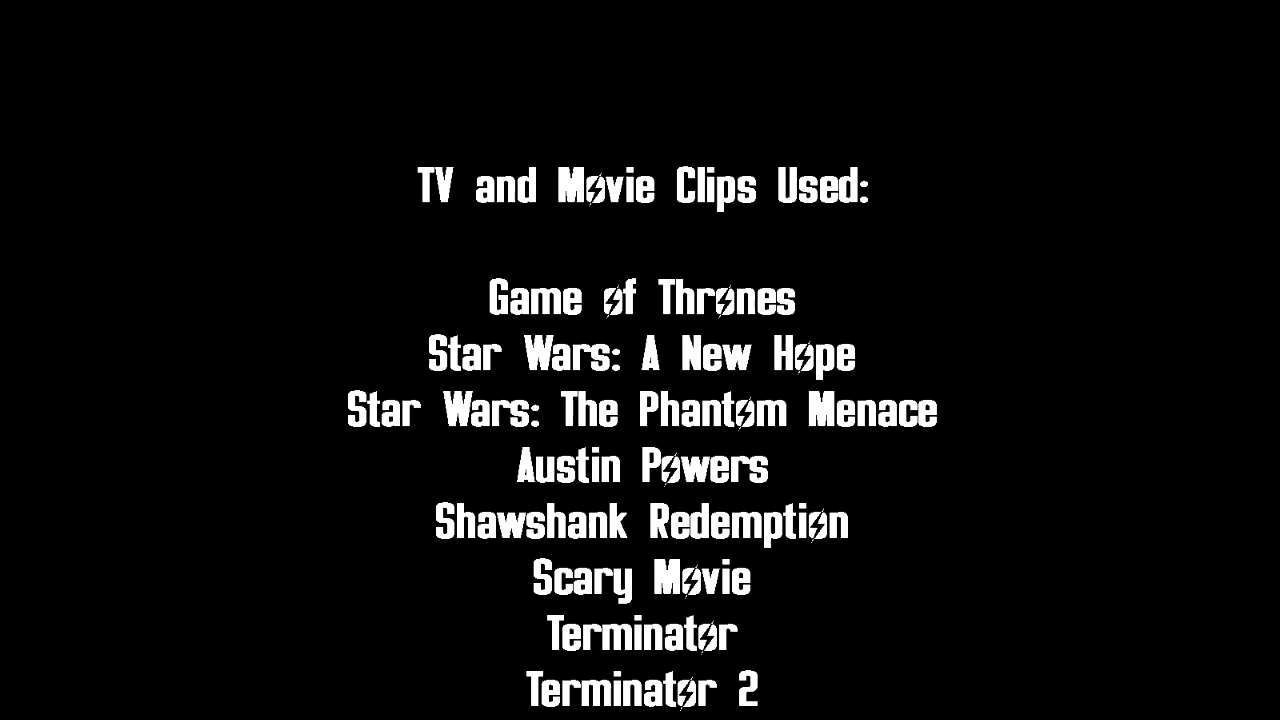 TV and Movie Clips Used:
Game of Thrones
Star Wars: A New Hope
Star Wars: The Phantom Menace
Austin Powers
Shawshank Redemption
Scary Movie
Terminator
Terminator 2